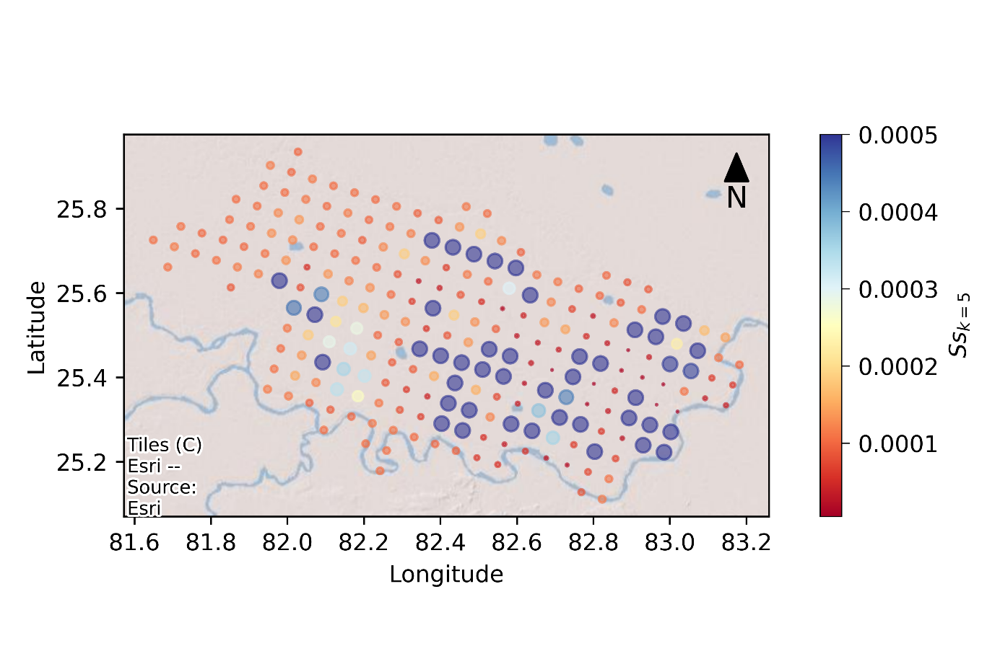 0.0005
0.0004
0.0003
0.0002
0.0001
Ss k = 5
N
25.8
25.6
25.4
25.2
Latitude
Tiles (C)
Esri --
Source:
Esri
81.6 81.8 82.0 82.2 82.4 82.6 82.8 83.0 83.2
Longitude